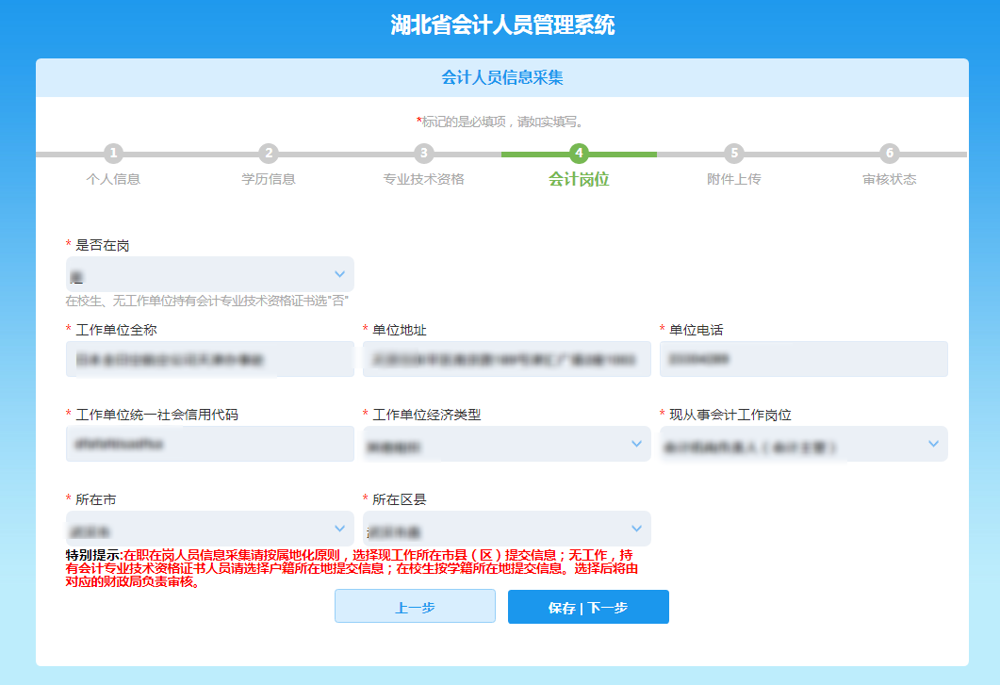 湖北省会计人员管理系统
会计人员信息采集
*标记的是必填项，请如实填写。
1 2 3 4 5 6
个人信息 学历信息 专业技术资格 会计岗位 附件上传 审核状态
* 是否在岗
在校生、无工作单位持有会计专业技术资格证书选"否"
* 工作单位全称 * 单位地址 * 单位电话
* 工作单位统一社会信用代码 * 工作单位经济类型 * 现从事会计工作岗位
* 所在市 * 所在区县
特别提示:在职在岗人员信息采集请按属地化原则，选择现工作所在市县（区）提交信息；无工作，持
有会计专业技术资格证书人员请选择户籍所在地提交信息；在校生按学籍所在地提交信息。选择后将由
对应的财政局负责审核。
上一步 保存 | 下一步